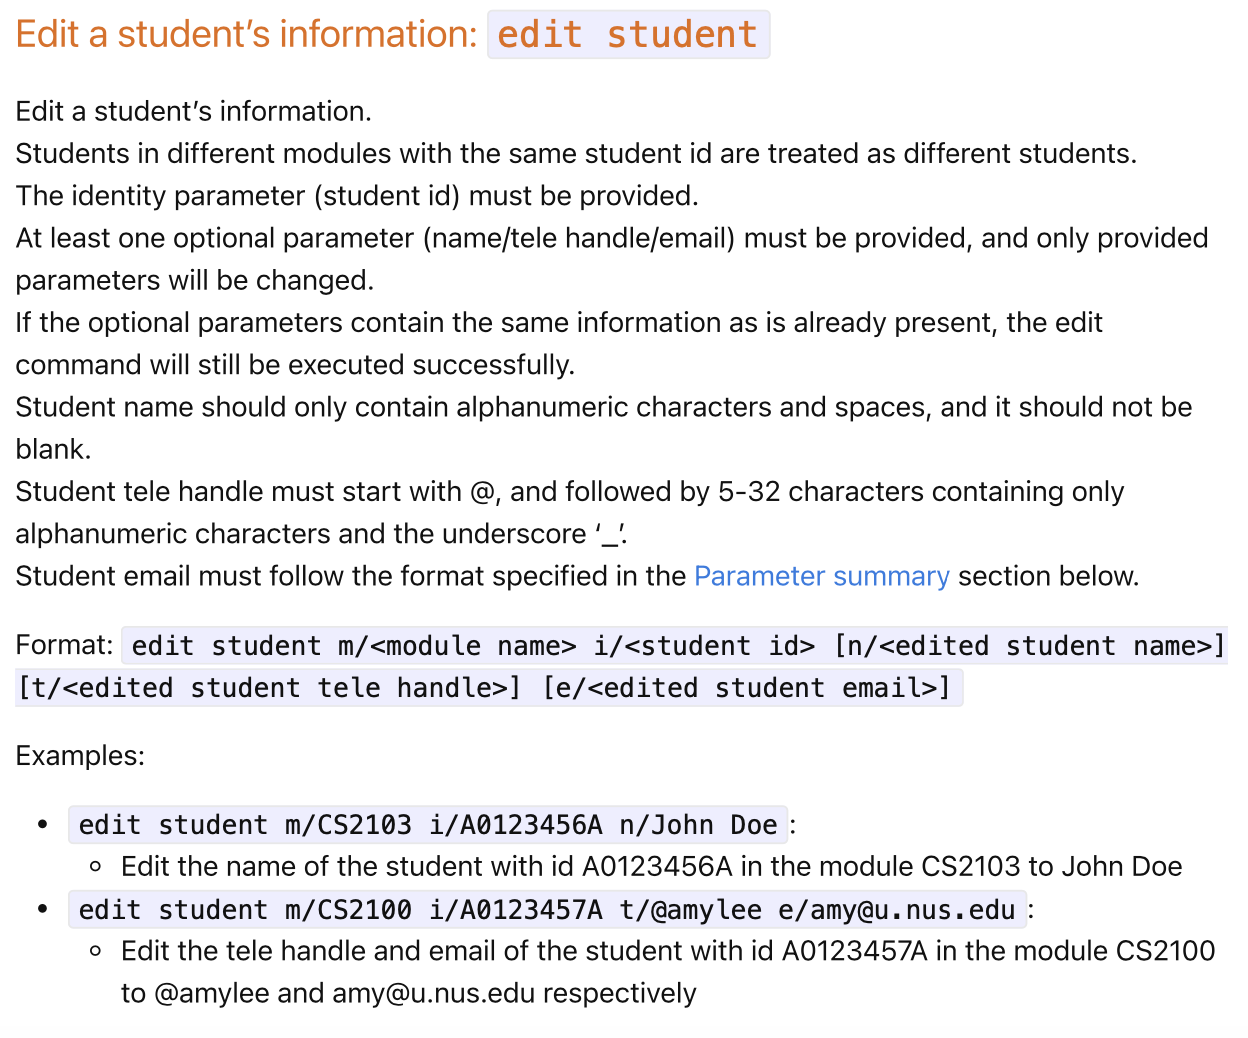 Edit a student’s information: edit student
Edit a student’s information.
Students in different modules with the same student id are treated as different students.
The identity parameter (student id) must be provided.
At least one optional parameter (name/tele handle/email) must be provided, and only provided
parameters will be changed.
If the optional parameters contain the same information as is already present, the edit
command will still be executed successfully.
Student name should only contain alphanumeric characters and spaces, and it should not be
blank.
Student tele handle must start with @, and followed by 5-32 characters containing only
alphanumeric characters and the underscore ‘_’.
Student email must follow the format specified in the Parameter summary section below.
Format: edit student m/<module name> i/<student id> [n/<edited student name>]
[t/<edited student tele handle>] [e/<edited student email>]
Examples:
• edit student m/CS2103 i/A0123456A n/John Doe :
○ Edit the name of the student with id A0123456A in the module CS2103 to John Doe
• edit student m/CS2100 i/A0123457A t/@amylee e/amy@u.nus.edu :
○ Edit the tele handle and email of the student with id A0123457A in the module CS2100
to @amylee and amy@u.nus.edu respectively